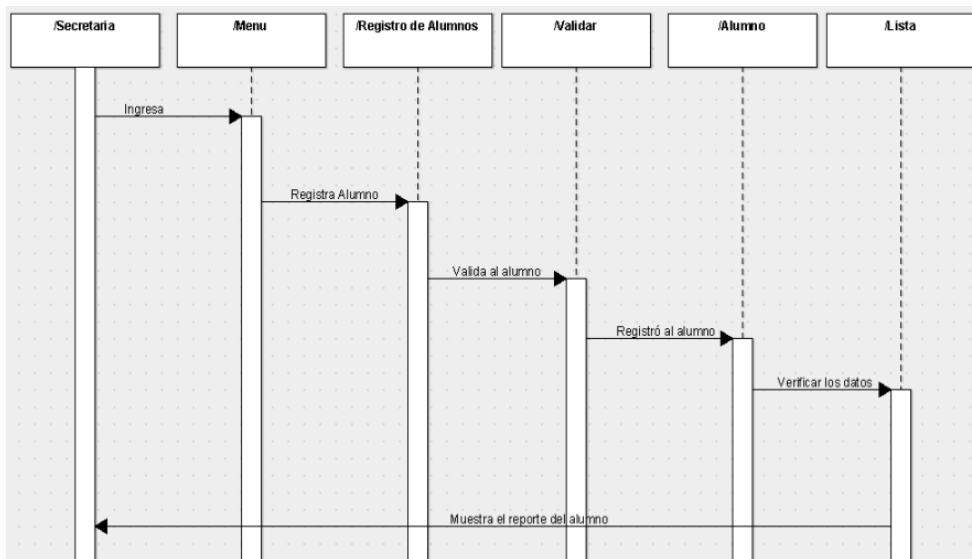 /Secretaria
/Menu
/Registro de Alumnos
/Validar
/Alumno
/Lista
Ingresa
Registra Alumno
Valida al alumno
Registró al alumno
Verificar los datos
Muestra el reporte del alumno